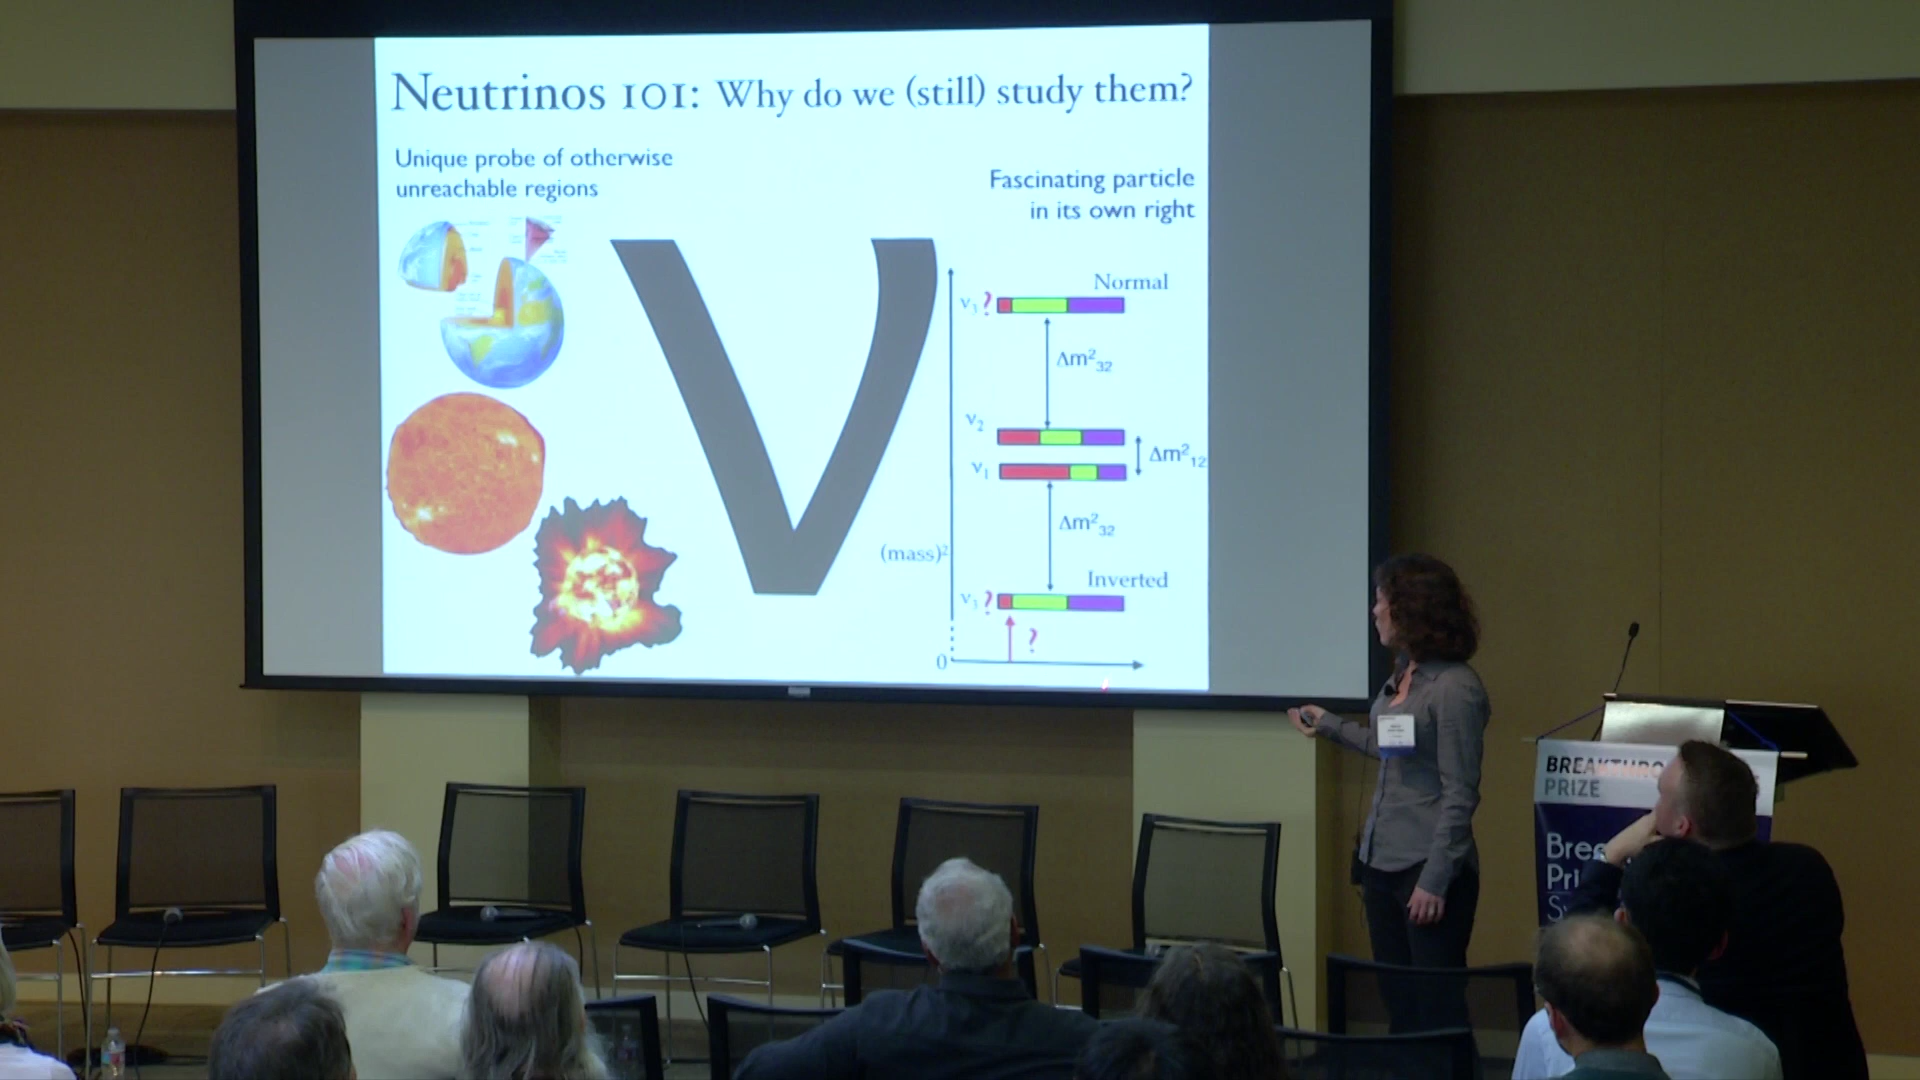 Neutrinos 101: Why do we (still) study them?
Unique probe of otherwise
unreachable regions
Fascinating particle
in its own right
ν
Normal
ν3 ?
Δm²32
ν2
Δm²12
ν1
Δm²32
(mass)²
Inverted
ν3 ?
?
0
BREAKTHRO
PRIZE
Brea
Pri